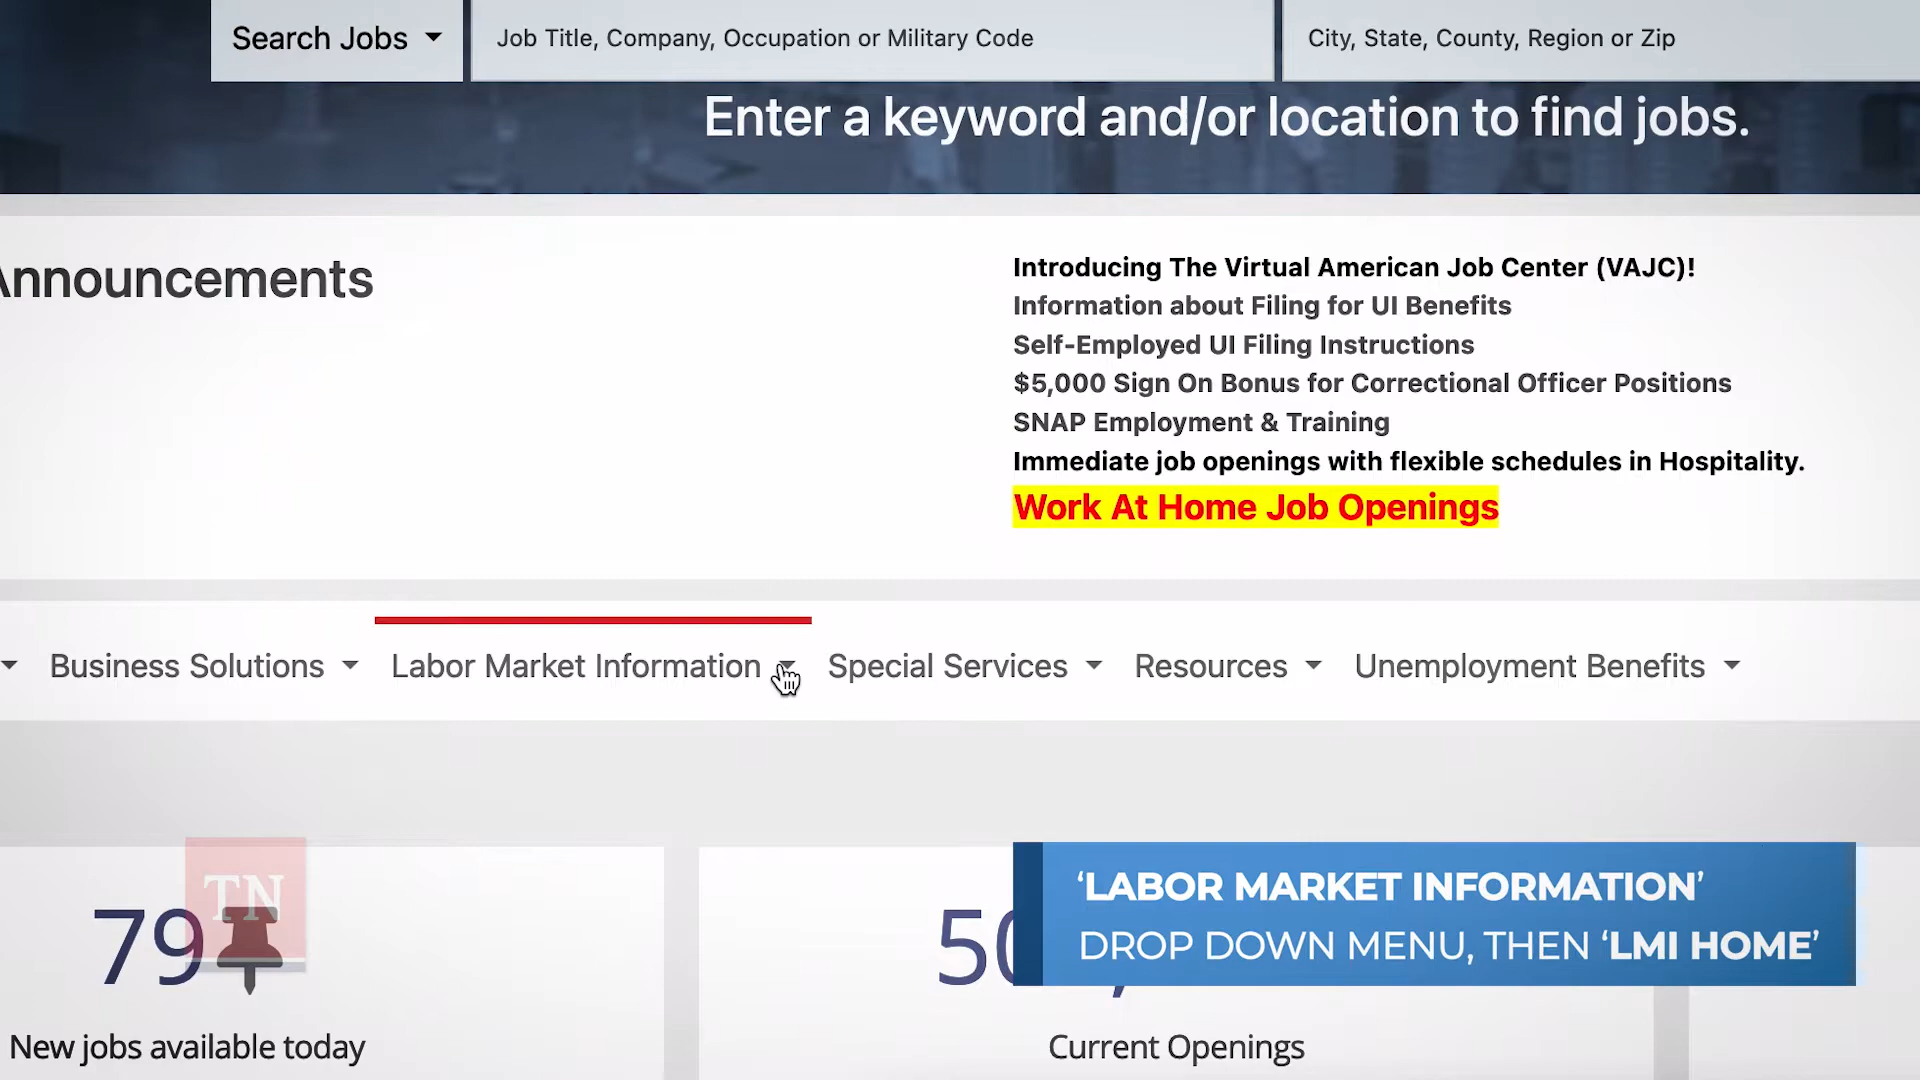 Search Jobs
Job Title, Company, Occupation or Military Code
City, State, County, Region or Zip
Enter a keyword and/or location to find jobs.
Announcements
Introducing The Virtual American Job Center (VAJC)!
Information about Filing for UI Benefits
Self-Employed UI Filing Instructions
$5,000 Sign On Bonus for Correctional Officer Positions
SNAP Employment & Training
Immediate job openings with flexible schedules in Hospitality.
Work At Home Job Openings
Business Solutions
Labor Market Information
Special Services
Resources
Unemployment Benefits
79
TN
New jobs available today
Current Openings
‘LABOR MARKET INFORMATION’
DROP DOWN MENU, THEN ‘LMI HOME’